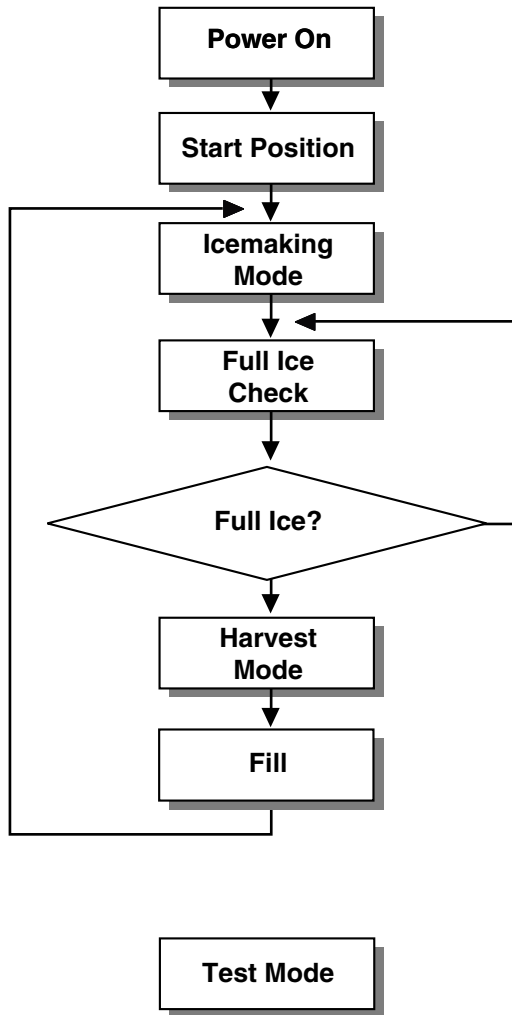 Power On
Start Position
Icemaking
Mode
Full Ice
Check
Full Ice?
Harvest
Mode
Fill
Test Mode